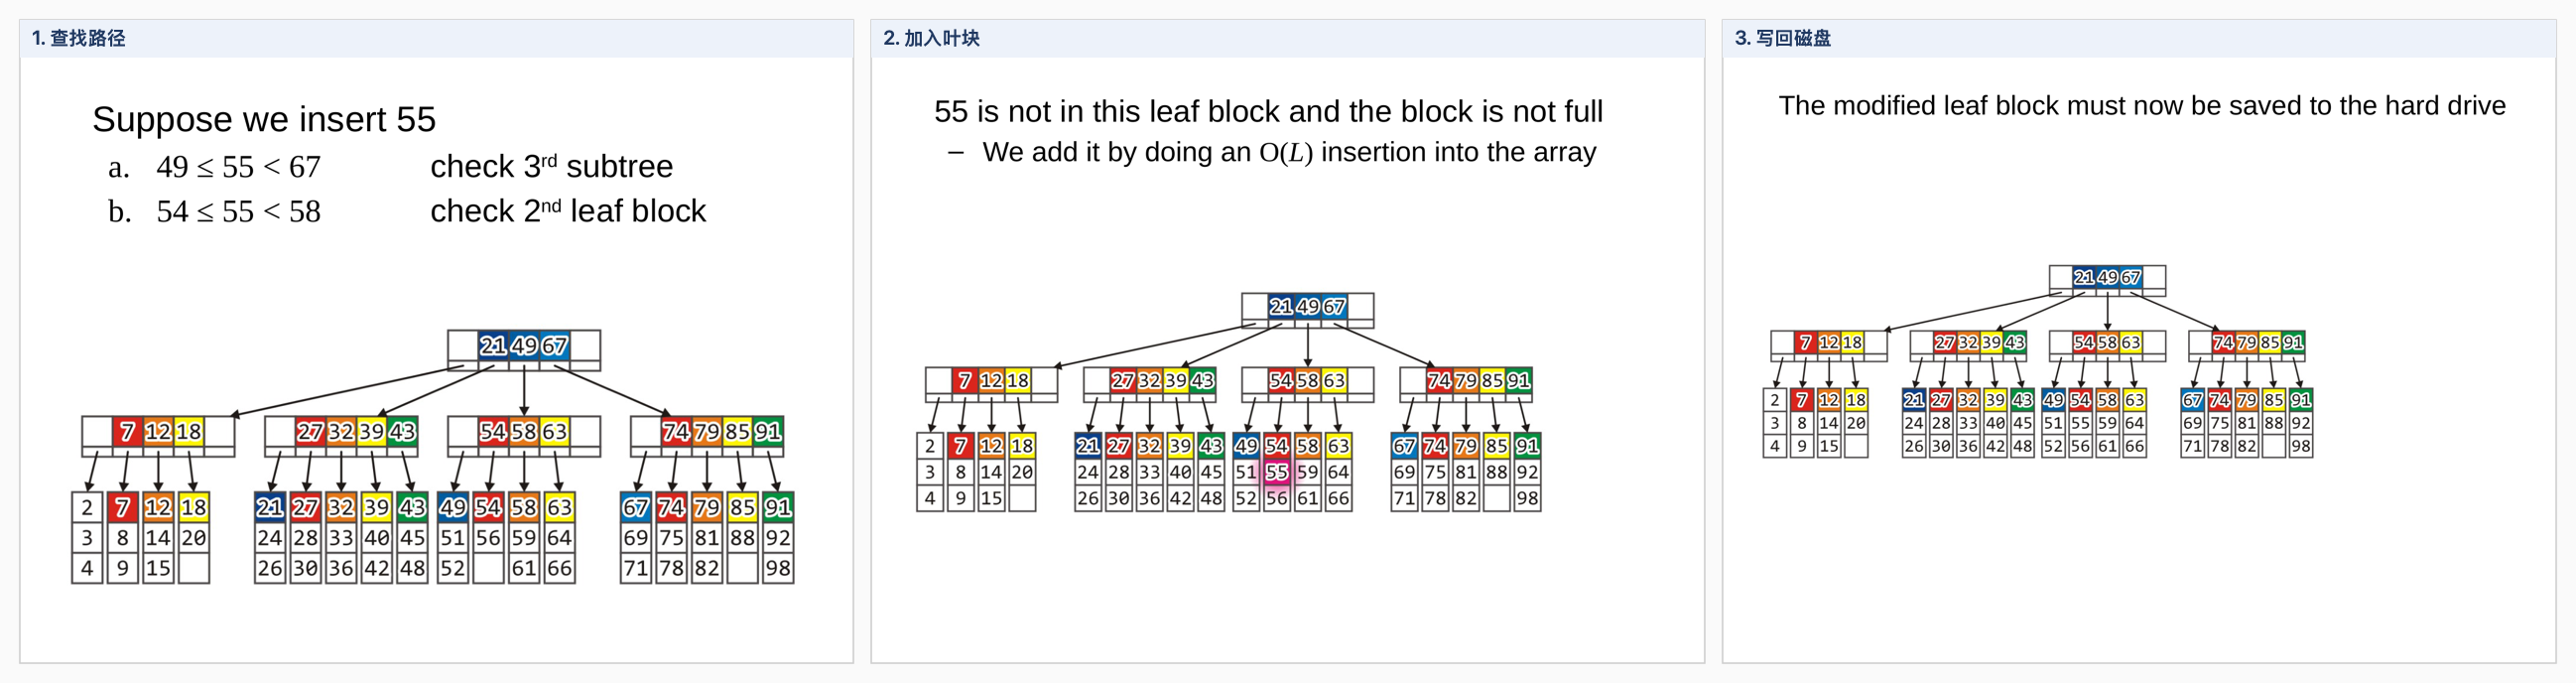 1. 查找路径
Suppose we insert 55
a. 49 ≤ 55 < 67 check 3rd subtree
b. 54 ≤ 55 < 58 check 2nd leaf block
21 49 67
7 12 18 27 32 39 43 54 58 63 74 79 85 91
2 7 12 18 21 27 32 39 43 49 54 58 63 67 74 79 85 91
3 8 14 20 24 28 33 40 45 51 56 59 64 69 75 81 88 92
4 9 15 26 30 36 42 48 52 61 66 71 78 82 98
2. 加入叶块
55 is not in this leaf block and the block is not full
– We add it by doing an O(L) insertion into the array
21 49 67
7 12 18 27 32 39 43 54 58 63 74 79 85 91
2 7 12 18 21 27 32 39 43 49 54 58 63 67 74 79 85 91
3 8 14 20 24 28 33 40 45 51 55 59 64 69 75 81 88 92
4 9 15 26 30 36 42 48 52 56 61 66 71 78 82 98
3. 写回磁盘
The modified leaf block must now be saved to the hard drive
21 49 67
7 12 18 27 32 39 43 54 58 63 74 79 85 91
2 7 12 18 21 27 32 39 43 49 54 58 63 67 74 79 85 91
3 8 14 20 24 28 33 40 45 51 55 59 64 69 75 81 88 92
4 9 15 26 30 36 42 48 52 56 61 66 71 78 82 98